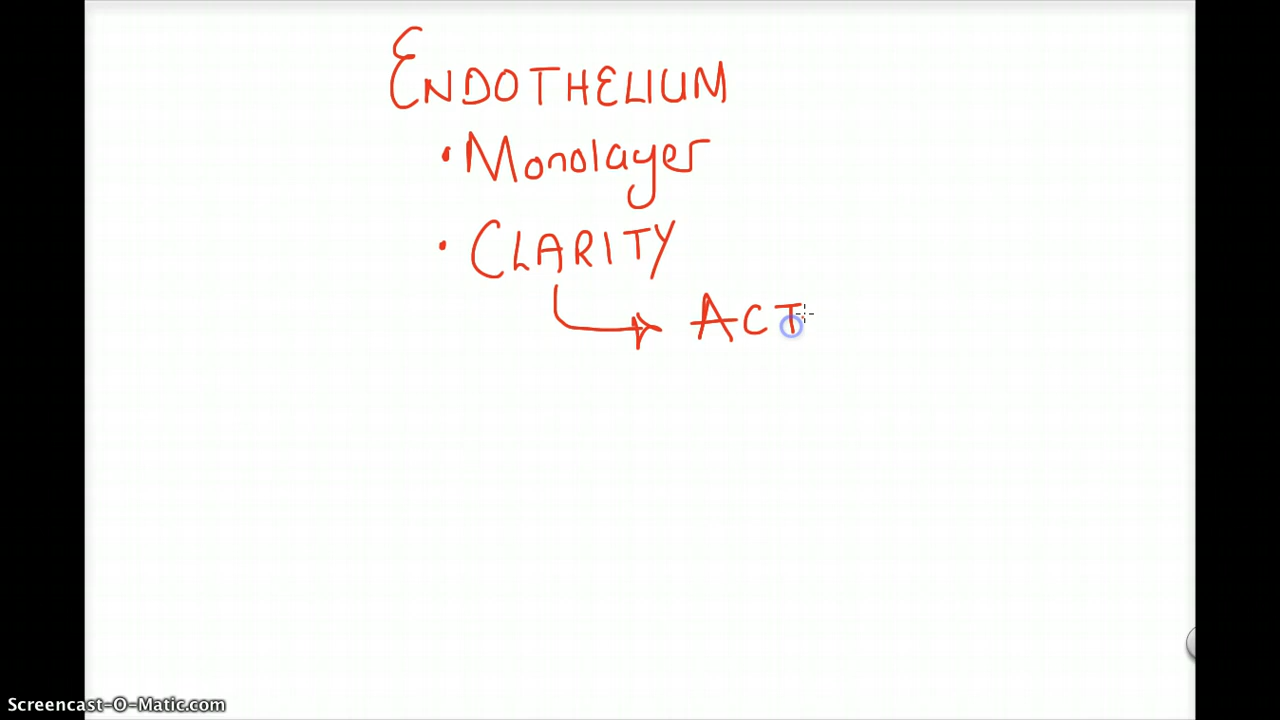 ENDOTHELIUM
• Monolayer
• CLARITY
ACT
Screencast-O-Matic.com